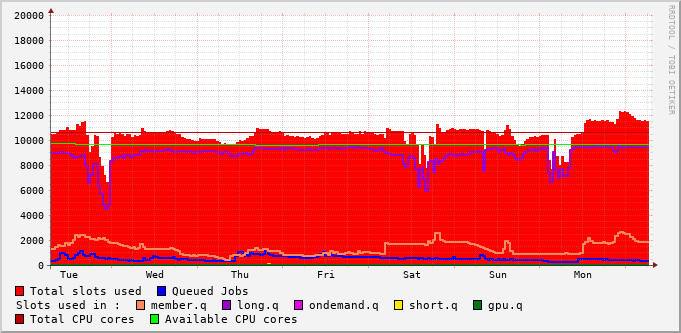 20000
18000
16000
14000
12000
10000
8000
6000
4000
2000
0
Tue Wed Thu Fri Sat Sun Mon
RRDTOOL / TOBI OETIKER
Total slots used Queued Jobs
Slots used in : member.q long.q ondemand.q short.q gpu.q
Total CPU cores Available CPU cores